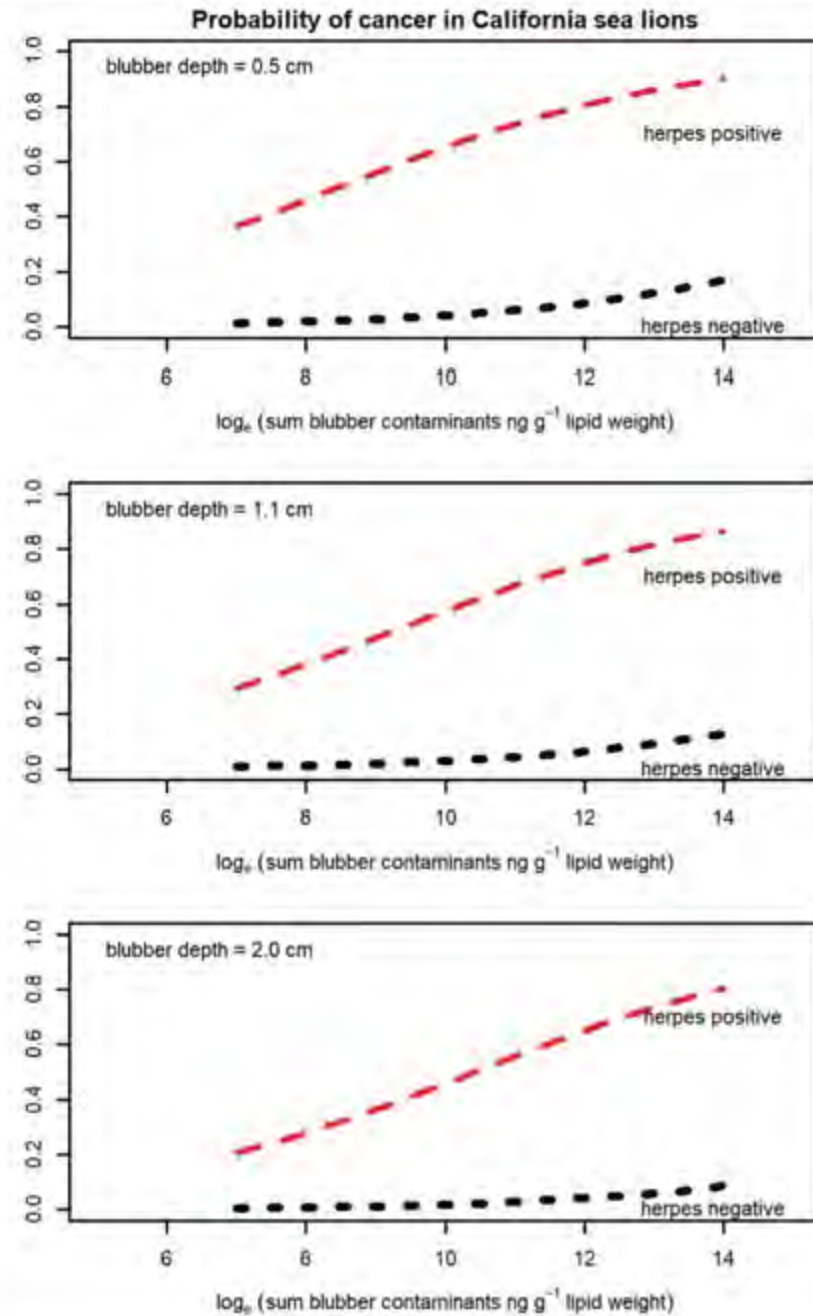 Probability of cancer in California sea lions
blubber depth = 0.5 cm
1.0
0.8
herpes positive
0.6
0.4
0.2
0.0
herpes negative
6 8 10 12 14
logₑ (sum blubber contaminants ng g⁻¹ lipid weight)
blubber depth = 1.1 cm
1.0
0.8
herpes positive
0.6
0.4
0.2
0.0
herpes negative
6 8 10 12 14
logₑ (sum blubber contaminants ng g⁻¹ lipid weight)
blubber depth = 2.0 cm
1.0
0.8
herpes positive
0.6
0.4
0.2
0.0
herpes negative
6 8 10 12 14
logₑ (sum blubber contaminants ng g⁻¹ lipid weight)